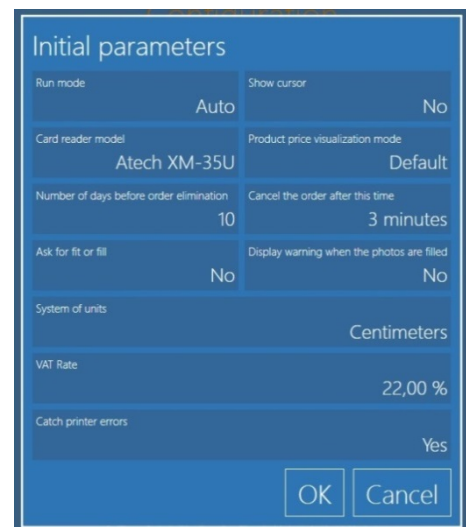 Configuration
Initial parameters
Run mode
Auto
Show cursor
No
Card reader model
Atech XM-35U
Product price visualization mode
Default
Number of days before order elimination
10
Cancel the order after this time
3 minutes
Ask for fit or fill
No
Display warning when the photos are filled
No
System of units
Centimeters
VAT Rate
22,00 %
Catch printer errors
Yes
OK
Cancel